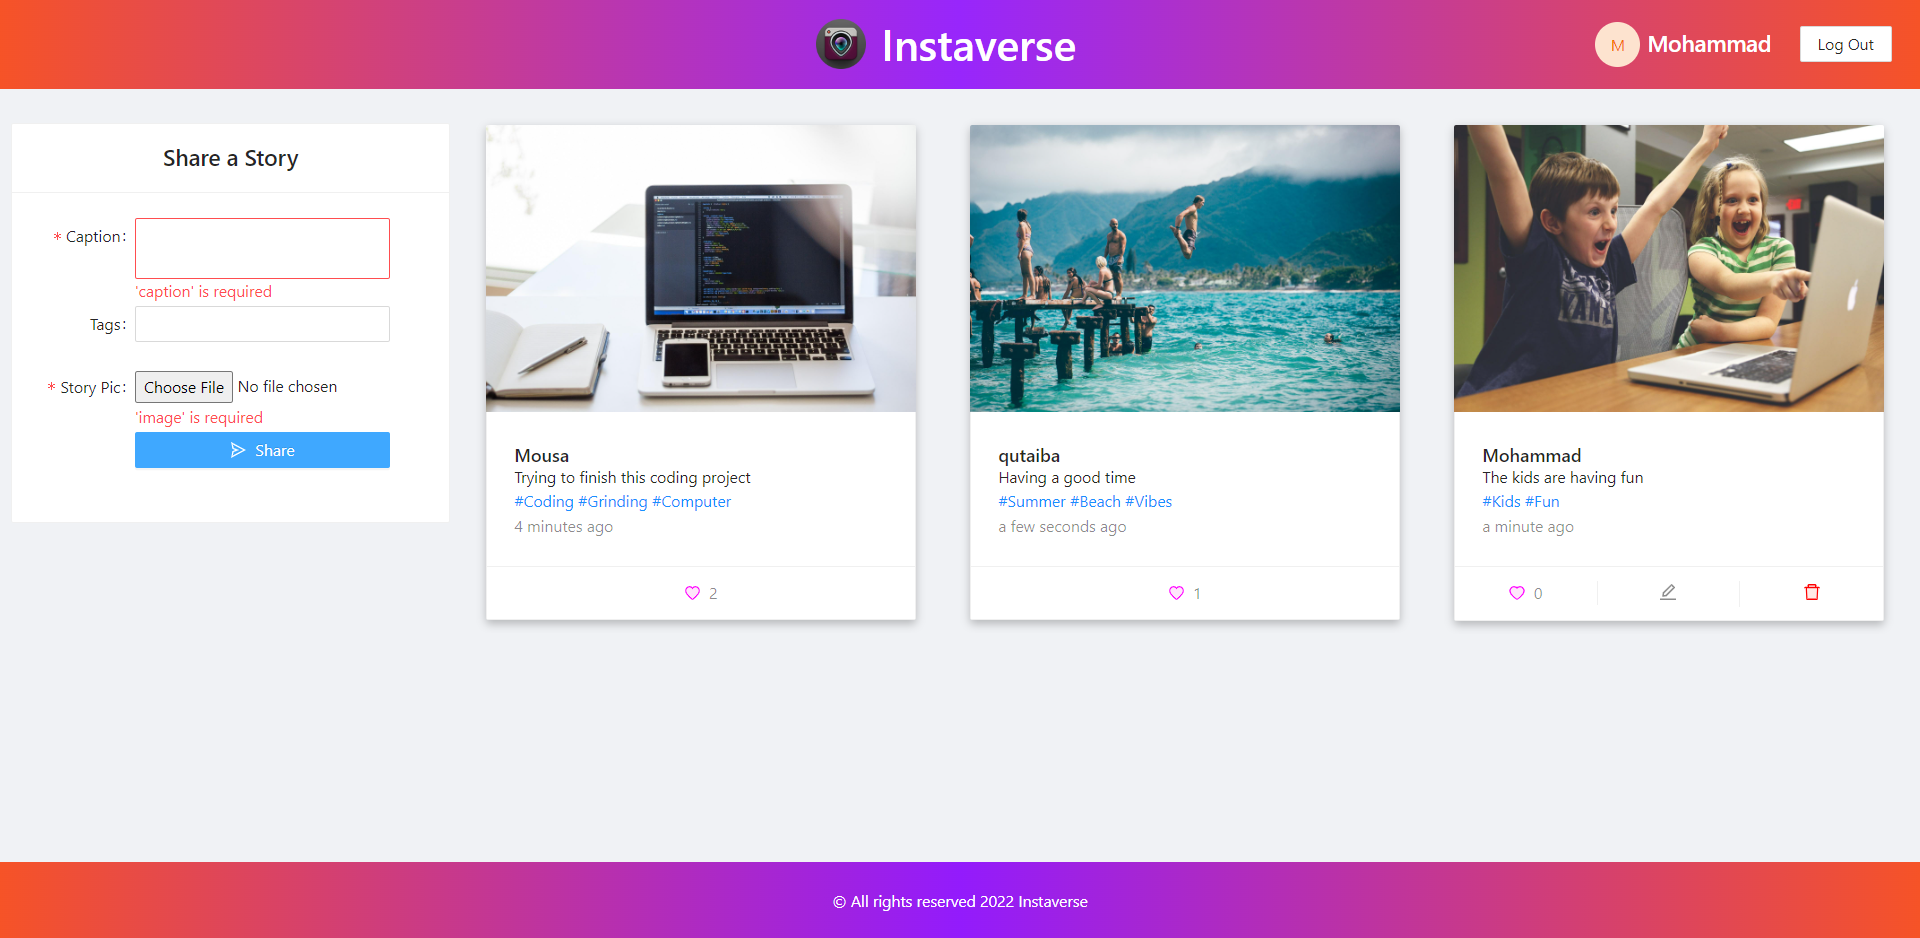 Instaverse
M Mohammad
Log Out
Share a Story
* Caption:
'caption' is required
Tags:
* Story Pic: Choose File No file chosen
'image' is required
Share
Mousa
Trying to finish this coding project
#Coding #Grinding #Computer
4 minutes ago
2
qutaiba
Having a good time
#Summer #Beach #Vibes
a few seconds ago
1
Mohammad
The kids are having fun
#Kids #Fun
a minute ago
0
© All rights reserved 2022 Instaverse